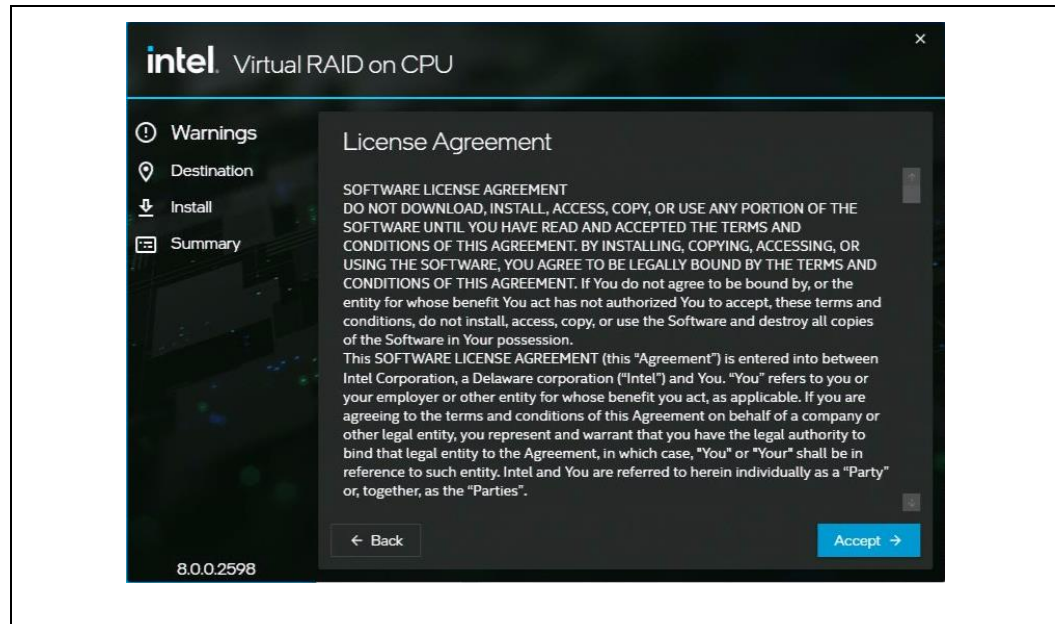 intel. Virtual RAID on CPU
Warnings
Destination
Install
Summary
License Agreement
SOFTWARE LICENSE AGREEMENT
DO NOT DOWNLOAD, INSTALL, ACCESS, COPY, OR USE ANY PORTION OF THE
SOFTWARE UNTIL YOU HAVE READ AND ACCEPTED THE TERMS AND
CONDITIONS OF THIS AGREEMENT. BY INSTALLING, COPYING, ACCESSING, OR
USING THE SOFTWARE, YOU AGREE TO BE LEGALLY BOUND BY THE TERMS AND
CONDITIONS OF THIS AGREEMENT. If You do not agree to be bound by, or the
entity for whose benefit You act has not authorized You to accept, these terms and
conditions, do not install, access, copy, or use the Software and destroy all copies
of the Software in Your possession.
This SOFTWARE LICENSE AGREEMENT (this “Agreement”) is entered into between
Intel Corporation, a Delaware corporation (“Intel”) and You. “You” refers to you or
your employer or other entity for whose benefit you act, as applicable. If you are
agreeing to the terms and conditions of this Agreement on behalf of a company or
other legal entity, you represent and warrant that you have the legal authority to
bind that legal entity to the Agreement, in which case, "You" or "Your" shall be in
reference to such entity. Intel and You are referred to herein individually as a “Party”
or, together, as the “Parties”.
← Back
Accept →
8.0.0.2598